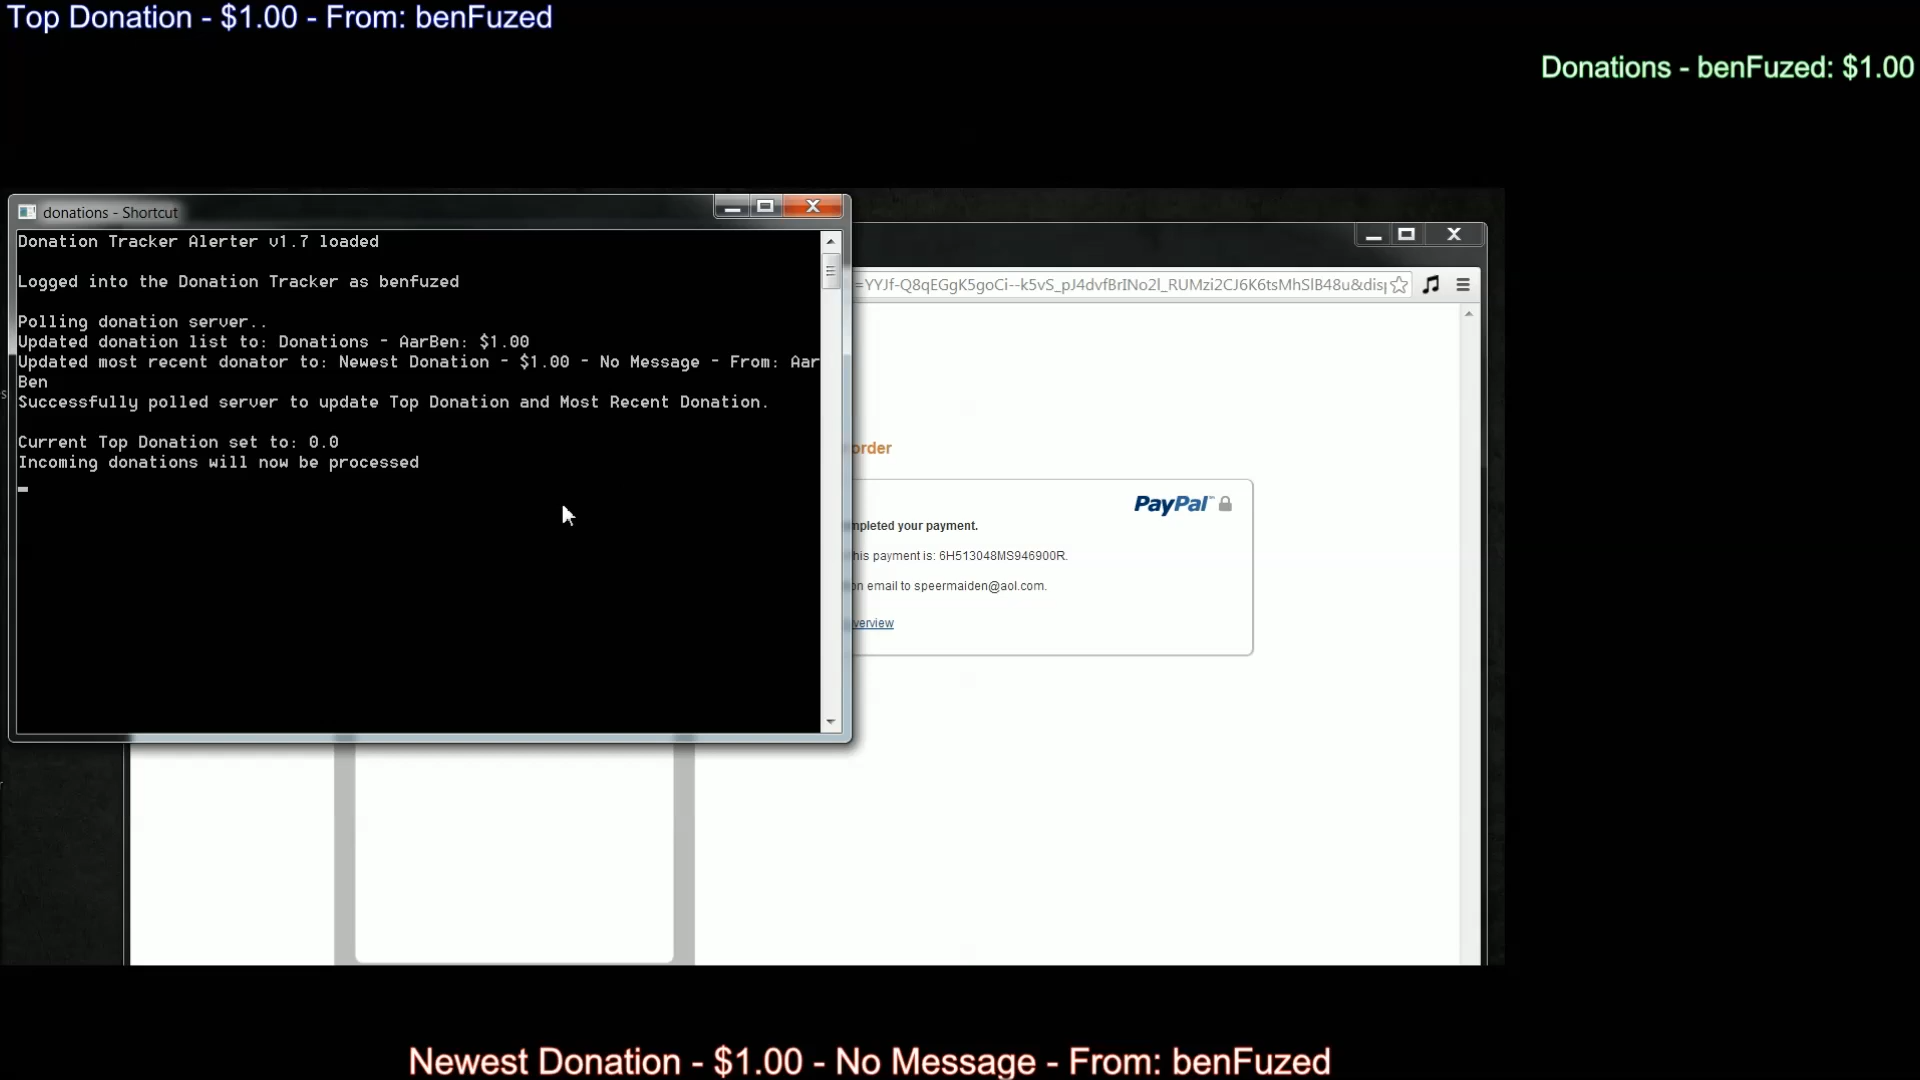 Top Donation - $1.00 - From: benFuzed
Donations - benFuzed: $1.00
donations - Shortcut
Donation Tracker Alerter v1.7 loaded
Logged into the Donation Tracker as benfuzed
Polling donation server..
Updated donation list to: Donations - AarBen: $1.00
Updated most recent donator to: Newest Donation - $1.00 - No Message - From: Aar
Ben
Successfully polled server to update Top Donation and Most Recent Donation.
Current Top Donation set to: 0.0
Incoming donations will now be processed
=YYJf-Q8qEGgK5goCi--k5vS_pJ4dvfBrINo2l_RUMzi2CJ6K6tsMhSlB48u&disp
order
PayPal
mpleted your payment.
his payment is: 6H513048MS946900R.
on email to speermaiden@aol.com.
verview
Newest Donation - $1.00 - No Message - From: benFuzed